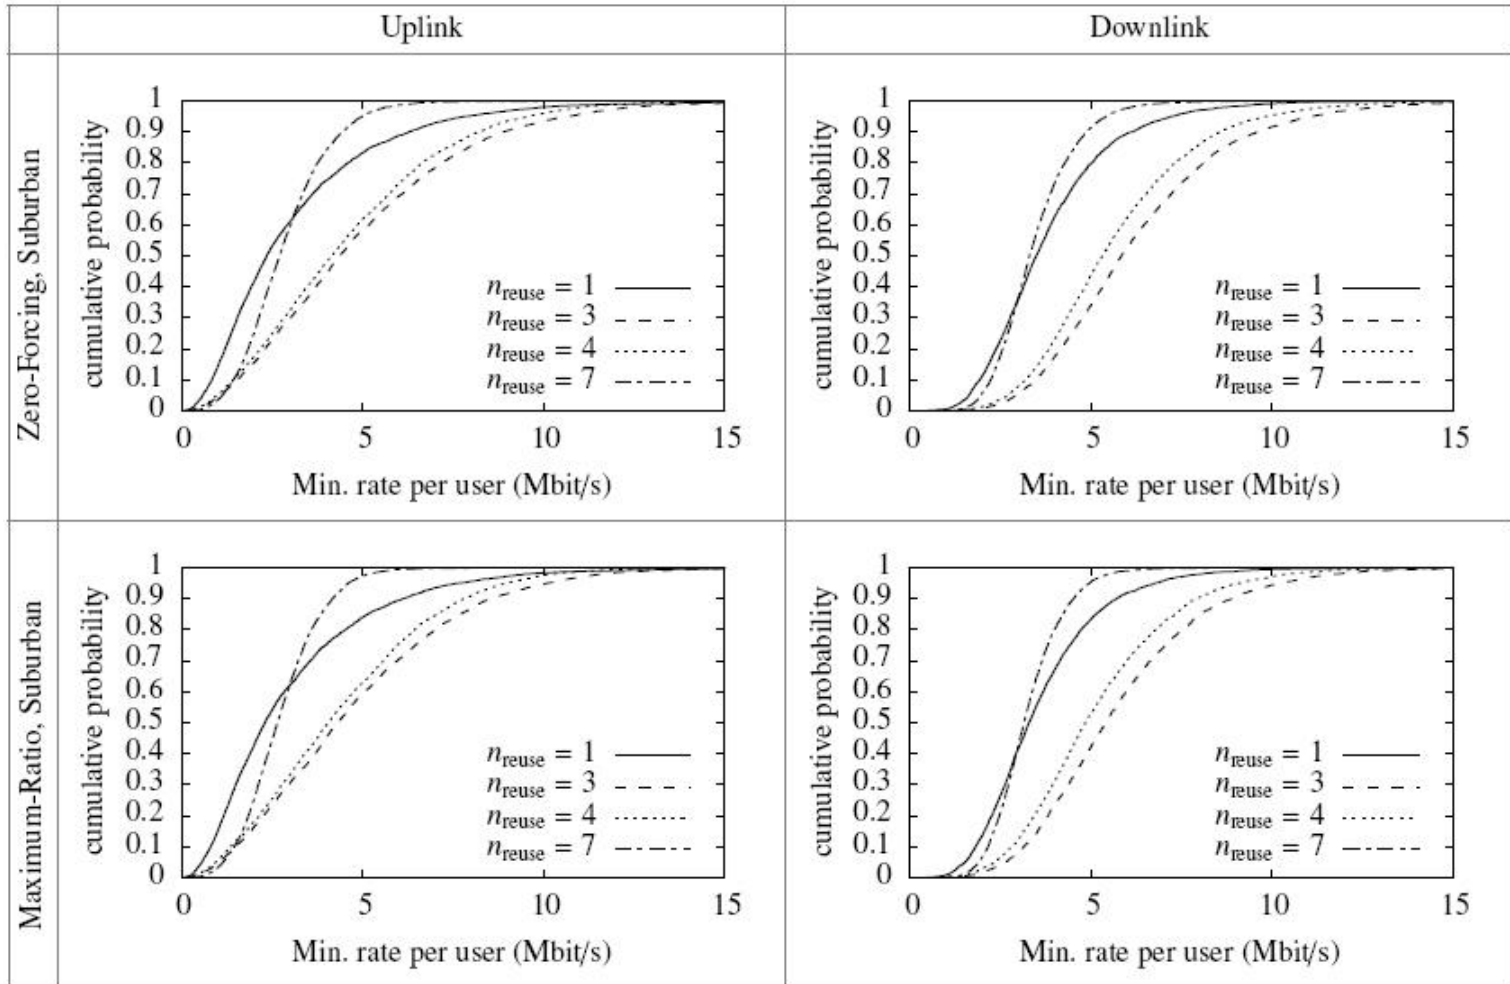 Uplink
Downlink
Zero-Forcing, Suburban
cumulative probability
1
0.9
0.8
0.7
0.6
0.5
0.4
0.3
0.2
0.1
0
n_reuse = 1
n_reuse = 3
n_reuse = 4
n_reuse = 7
0 5 10 15
Min. rate per user (Mbit/s)
cumulative probability
1
0.9
0.8
0.7
0.6
0.5
0.4
0.3
0.2
0.1
0
n_reuse = 1
n_reuse = 3
n_reuse = 4
n_reuse = 7
0 5 10 15
Min. rate per user (Mbit/s)
Maximum-Ratio, Suburban
cumulative probability
1
0.9
0.8
0.7
0.6
0.5
0.4
0.3
0.2
0.1
0
n_reuse = 1
n_reuse = 3
n_reuse = 4
n_reuse = 7
0 5 10 15
Min. rate per user (Mbit/s)
cumulative probability
1
0.9
0.8
0.7
0.6
0.5
0.4
0.3
0.2
0.1
0
n_reuse = 1
n_reuse = 3
n_reuse = 4
n_reuse = 7
0 5 10 15
Min. rate per user (Mbit/s)